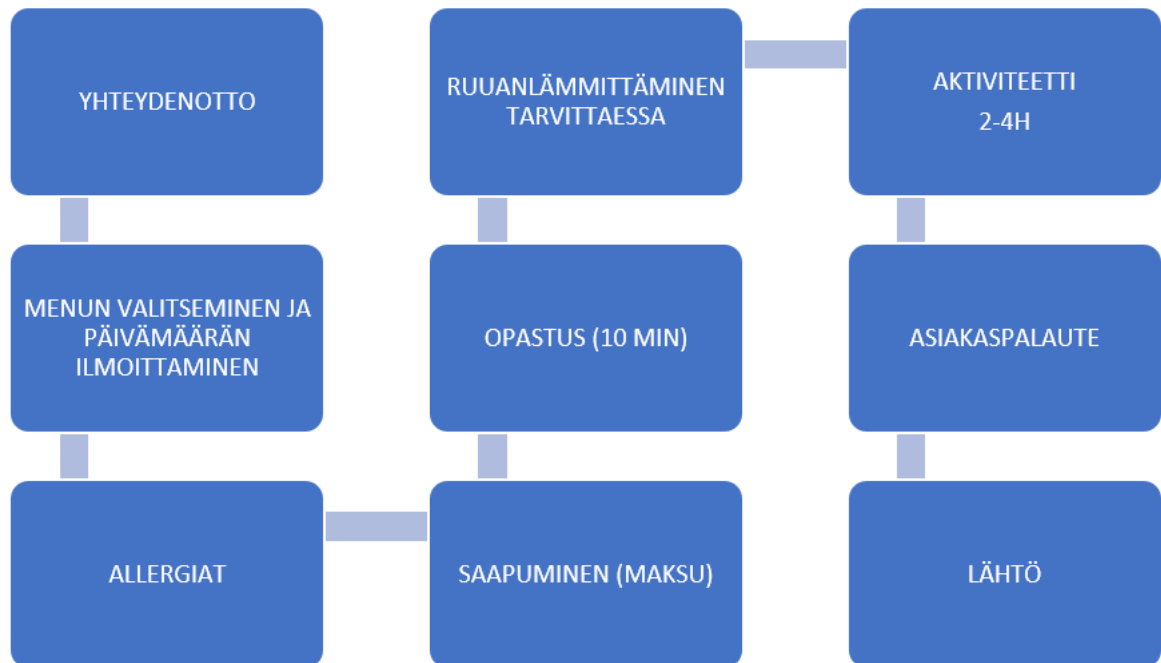 YHTEYDENOTTO
MENUN VALITSEMINEN JA
PÄIVÄMÄÄRÄN
ILMOITTAMINEN
ALLERGIAT
SAAPUMINEN (MAKSU)
OPASTUS (10 MIN)
RUUANLÄMMITTÄMINEN
TARVITTAESSA
AKTIVITEETTI
2-4H
ASIAKASPALAUTE
LÄHTÖ